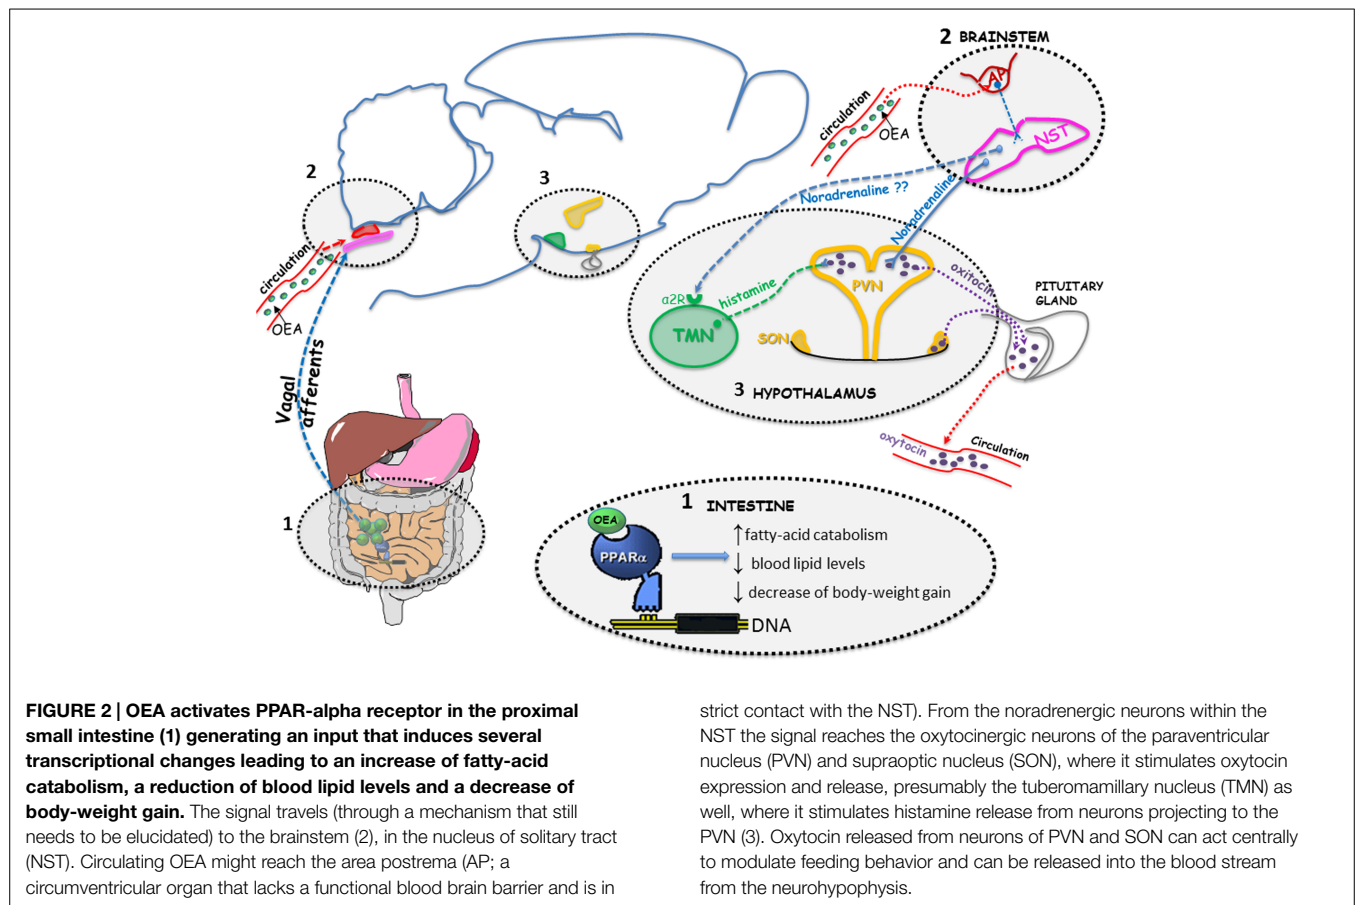 2 BRAINSTEM
AP
circulation
OEA
NST
2
3
Noradrenaline ??
Noradrenaline
circulation
OEA
oxitocin
PVN
PITUITARY
GLAND
α2R
histamine
TMN
SON
Vagal
afferents
3 HYPOTHALAMUS
oxytocin
Circulation
1
1 INTESTINE
OEA
PPARα
↑fatty-acid catabolism
↓ blood lipid levels
↓ decrease of body-weight gain
DNA
FIGURE 2 | OEA activates PPAR-alpha receptor in the proximal
small intestine (1) generating an input that induces several
transcriptional changes leading to an increase of fatty-acid
catabolism, a reduction of blood lipid levels and a decrease of
body-weight gain. The signal travels (through a mechanism that still
needs to be elucidated) to the brainstem (2), in the nucleus of solitary tract
(NST). Circulating OEA might reach the area postrema (AP; a
circumventricular organ that lacks a functional blood brain barrier and is in
strict contact with the NST). From the noradrenergic neurons within the
NST the signal reaches the oxytocinergic neurons of the paraventricular
nucleus (PVN) and supraoptic nucleus (SON), where it stimulates oxytocin
expression and release, presumably the tuberomamillary nucleus (TMN) as
well, where it stimulates histamine release from neurons projecting to the
PVN (3). Oxytocin released from neurons of PVN and SON can act centrally
to modulate feeding behavior and can be released into the blood stream
from the neurohypophysis.